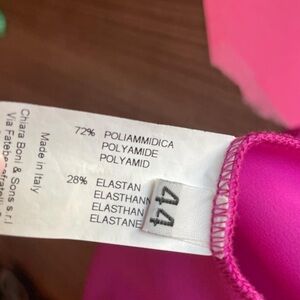 72% POLIAMMIDICA
POLYAMIDE
POLYAMID
28% ELASTAN
ELASTHANN
ELASTHAN
ELASTANE
44
Made in Italy
Chiara Boni & Sons s r l